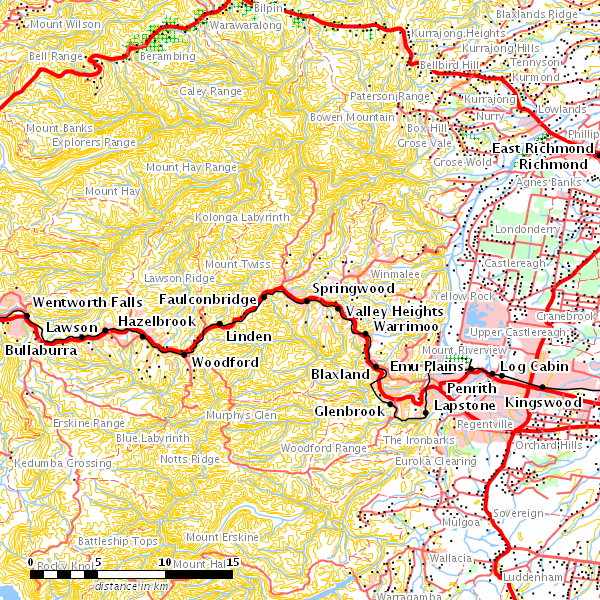 Bilpin
Blaxlands Ridge
Mount Wilson
Warawaralong
Kurrajong Heights
Bell Range
Berambing
Kurrajong Hills
Bellbird Hill
Tennyson
Kurmond
Caley Range
Paterson Range
Kurrajong
Lowlands
Bowen Mountain
Nurry
Mount Banks
Box Hill
Phillip
Explorers Range
Grose Vale
East Richmond
Mount Hay Range
Grose Wold
Richmond
Agnes Banks
Mount Hay
Kolonga Labyrinth
Londonderry
Mount Twiss
Castlereagh
Lawson Ridge
Winmalee
Springwood
Wentworth Falls
Faulconbridge
Yellow Rock
Valley Heights
Cranebrook
Lawson
Hazelbrook
Warrimoo
Upper Castlereagh
Linden
Bullaburra
Mount Riverview
Woodford
Emu Plains
Log Cabin
Blaxland
Penrith
Glenbrook
Lapstone
Kingswood
Murphys Glen
Erskine Range
Regentville
Blue Labyrinth
The Ironbarks
Orchard Hills
Woodford Range
Kedumba Crossing
Notts Ridge
Euroka Clearing
Sovereign
Mulgoa
Mount Erskine
Battleship Tops
Wallacia
Rocky Knol
Mount Hal
Luddenham
0 5 10 15
distance in km
Warragamba